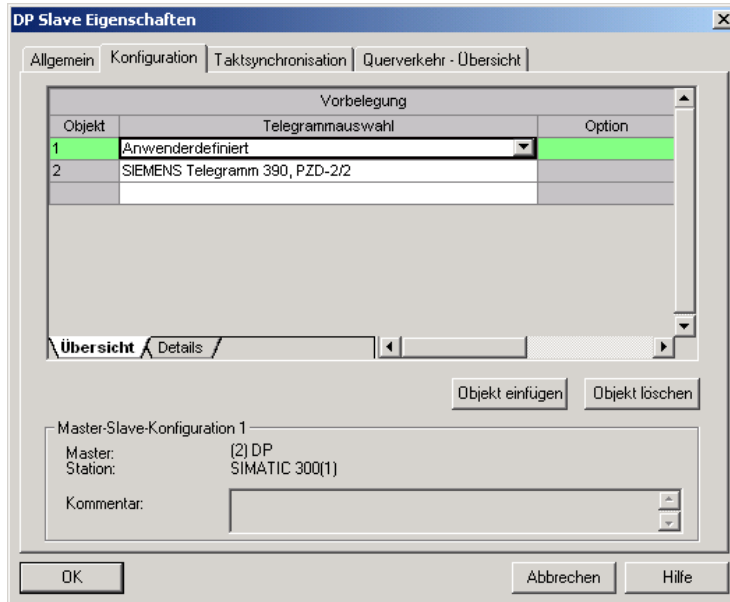 DP Slave Eigenschaften
Allgemein Konfiguration Taktsynchronisation Querverkehr - Übersicht
Vorbelegung
Objekt Telegrammauswahl Option
1 Anwenderdefiniert
2 SIEMENS Telegramm 390, PZD-2/2
Übersicht Details
Objekt einfügen Objekt löschen
Master-Slave-Konfiguration 1
Master: (2) DP
Station: SIMATIC 300(1)
Kommentar:
OK Abbrechen Hilfe